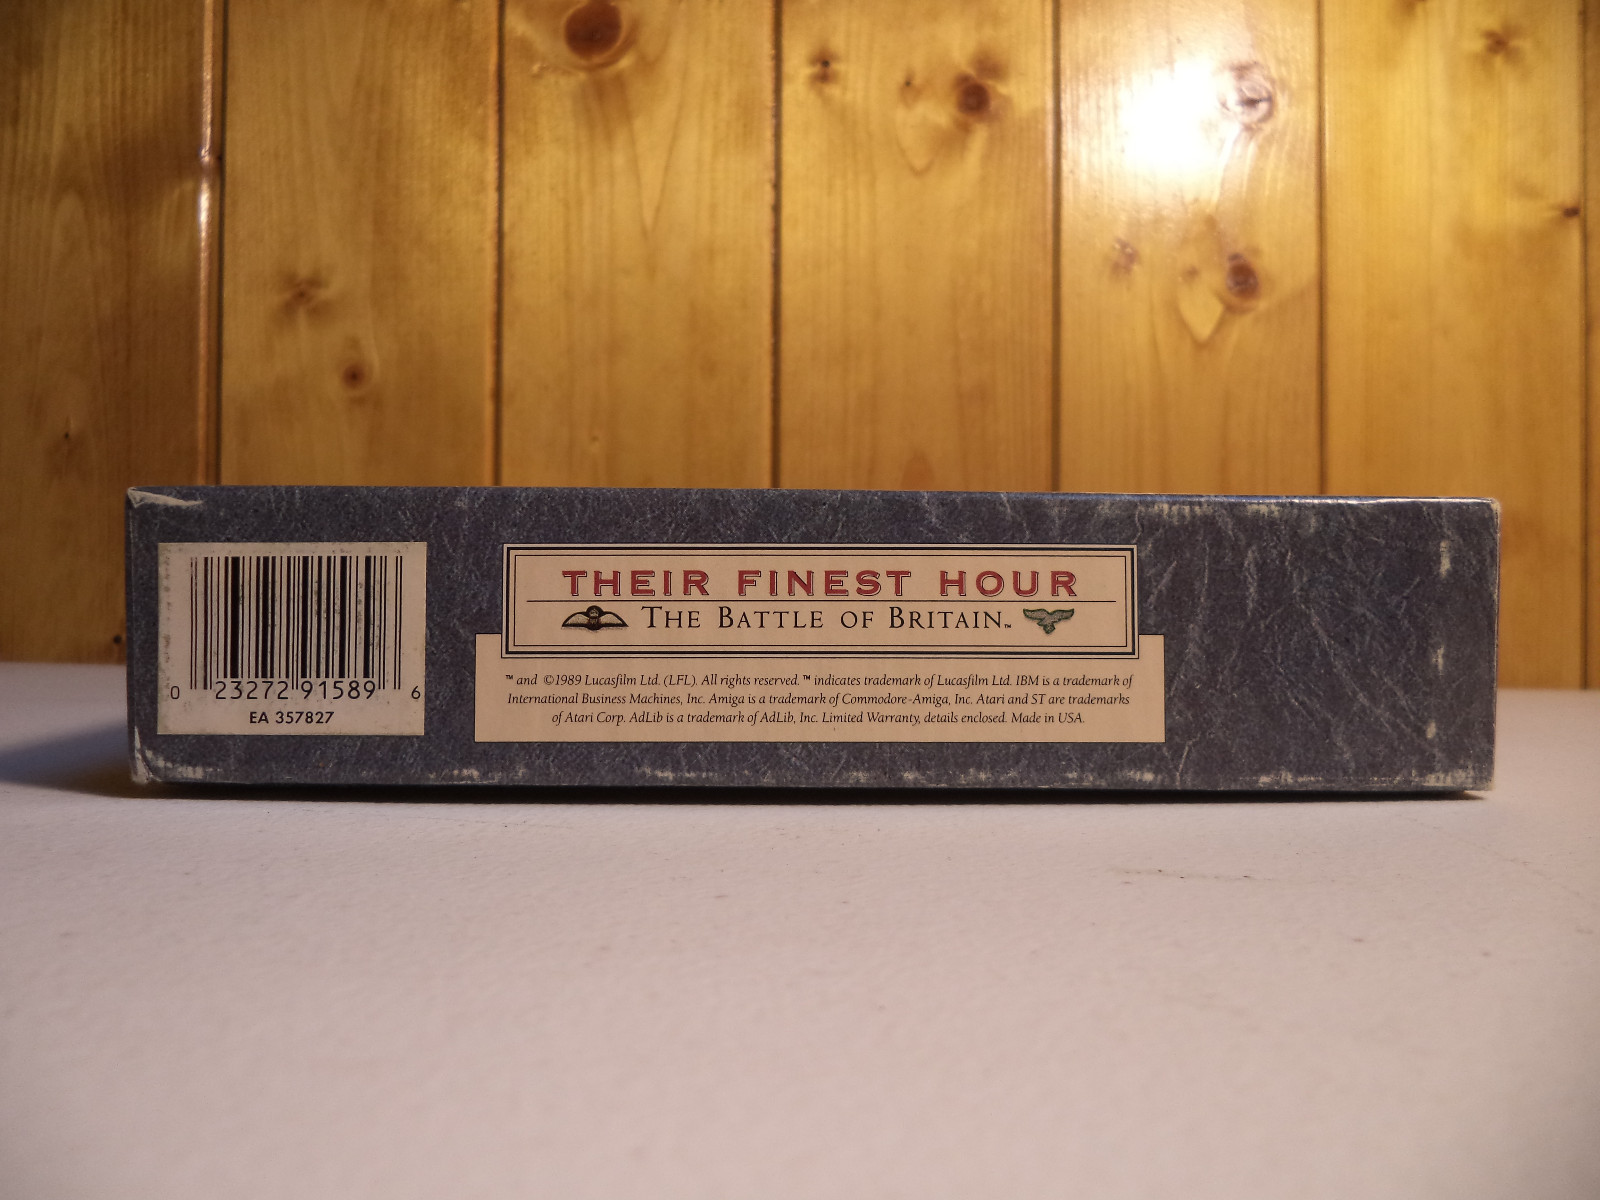 THEIR FINEST HOUR
THE BATTLE OF BRITAIN™
™ and ©1989 Lucasfilm Ltd. (LFL). All rights reserved. ™ indicates trademark of Lucasfilm Ltd. IBM is a trademark of
International Business Machines, Inc. Amiga is a trademark of Commodore-Amiga, Inc. Atari and ST are trademarks
of Atari Corp. AdLib is a trademark of AdLib, Inc. Limited Warranty, details enclosed. Made in USA.
0 23272 91589 6
EA 357827